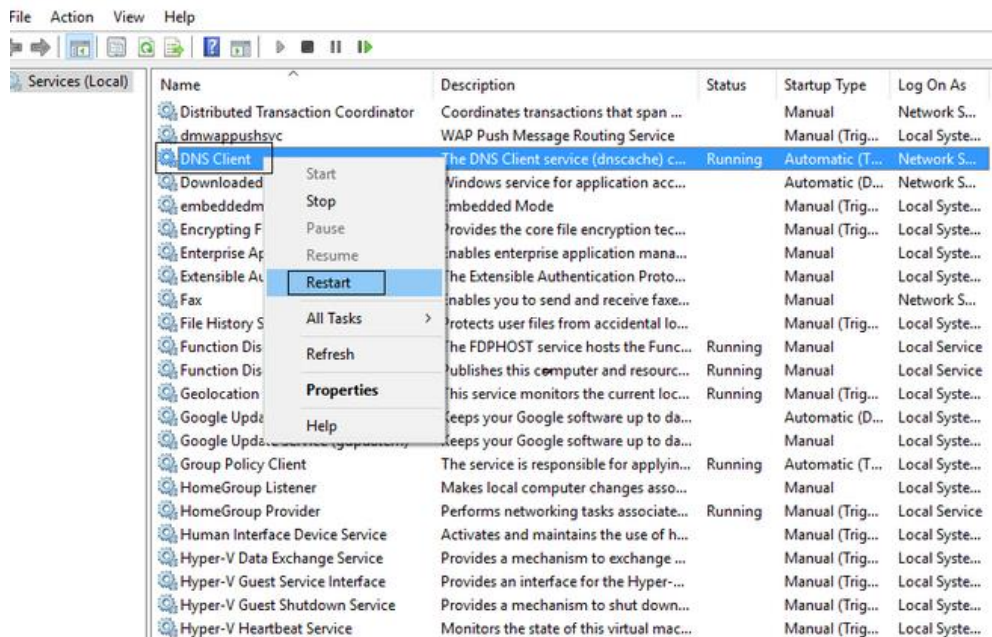 File Action View Help
Services (Local)
Name Description Status Startup Type Log On As
Distributed Transaction Coordinator Coordinates transactions that span ... Manual Network S...
dmwappushsvc WAP Push Message Routing Service Manual (Trig... Local Syste...
DNS Client The DNS Client service (dnscache) c... Running Automatic (T... Network S...
Downloaded Windows service for application acc... Automatic (D... Network S...
Start
embeddedm Embedded Mode Manual (Trig... Local Syste...
Stop
Encrypting F Provides the core file encryption tec... Manual (Trig... Local Syste...
Pause
Enterprise Ap Enables enterprise application mana... Manual Local Syste...
Resume
Extensible Au The Extensible Authentication Proto... Manual Local Syste...
Restart
Fax Enables you to send and receive faxe... Manual Network S...
File History S Protects user files from accidental lo... Manual (Trig... Local Syste...
All Tasks
Function Dis The FDPHOST service hosts the Func... Running Manual Local Service
Refresh
Function Dis Publishes this computer and resourc... Running Manual Local Service
Geolocation This service monitors the current loc... Running Manual (Trig... Local Syste...
Properties
Google Upda Keeps your Google software up to da... Automatic (D... Local Syste...
Help
Google Update Keeps your Google software up to da... Manual Local Syste...
Group Policy Client The service is responsible for applyin... Running Automatic (T... Local Syste...
HomeGroup Listener Makes local computer changes asso... Manual Local Syste...
HomeGroup Provider Performs networking tasks associate... Running Manual (Trig... Local Service
Human Interface Device Service Activates and maintains the use of h... Manual (Trig... Local Syste...
Hyper-V Data Exchange Service Provides a mechanism to exchange ... Manual (Trig... Local Syste...
Hyper-V Guest Service Interface Provides an interface for the Hyper-... Manual (Trig... Local Syste...
Hyper-V Guest Shutdown Service Provides a mechanism to shut down... Manual (Trig... Local Syste...
Hyper-V Heartbeat Service Monitors the state of this virtual mac... Manual (Trig... Local Syste...